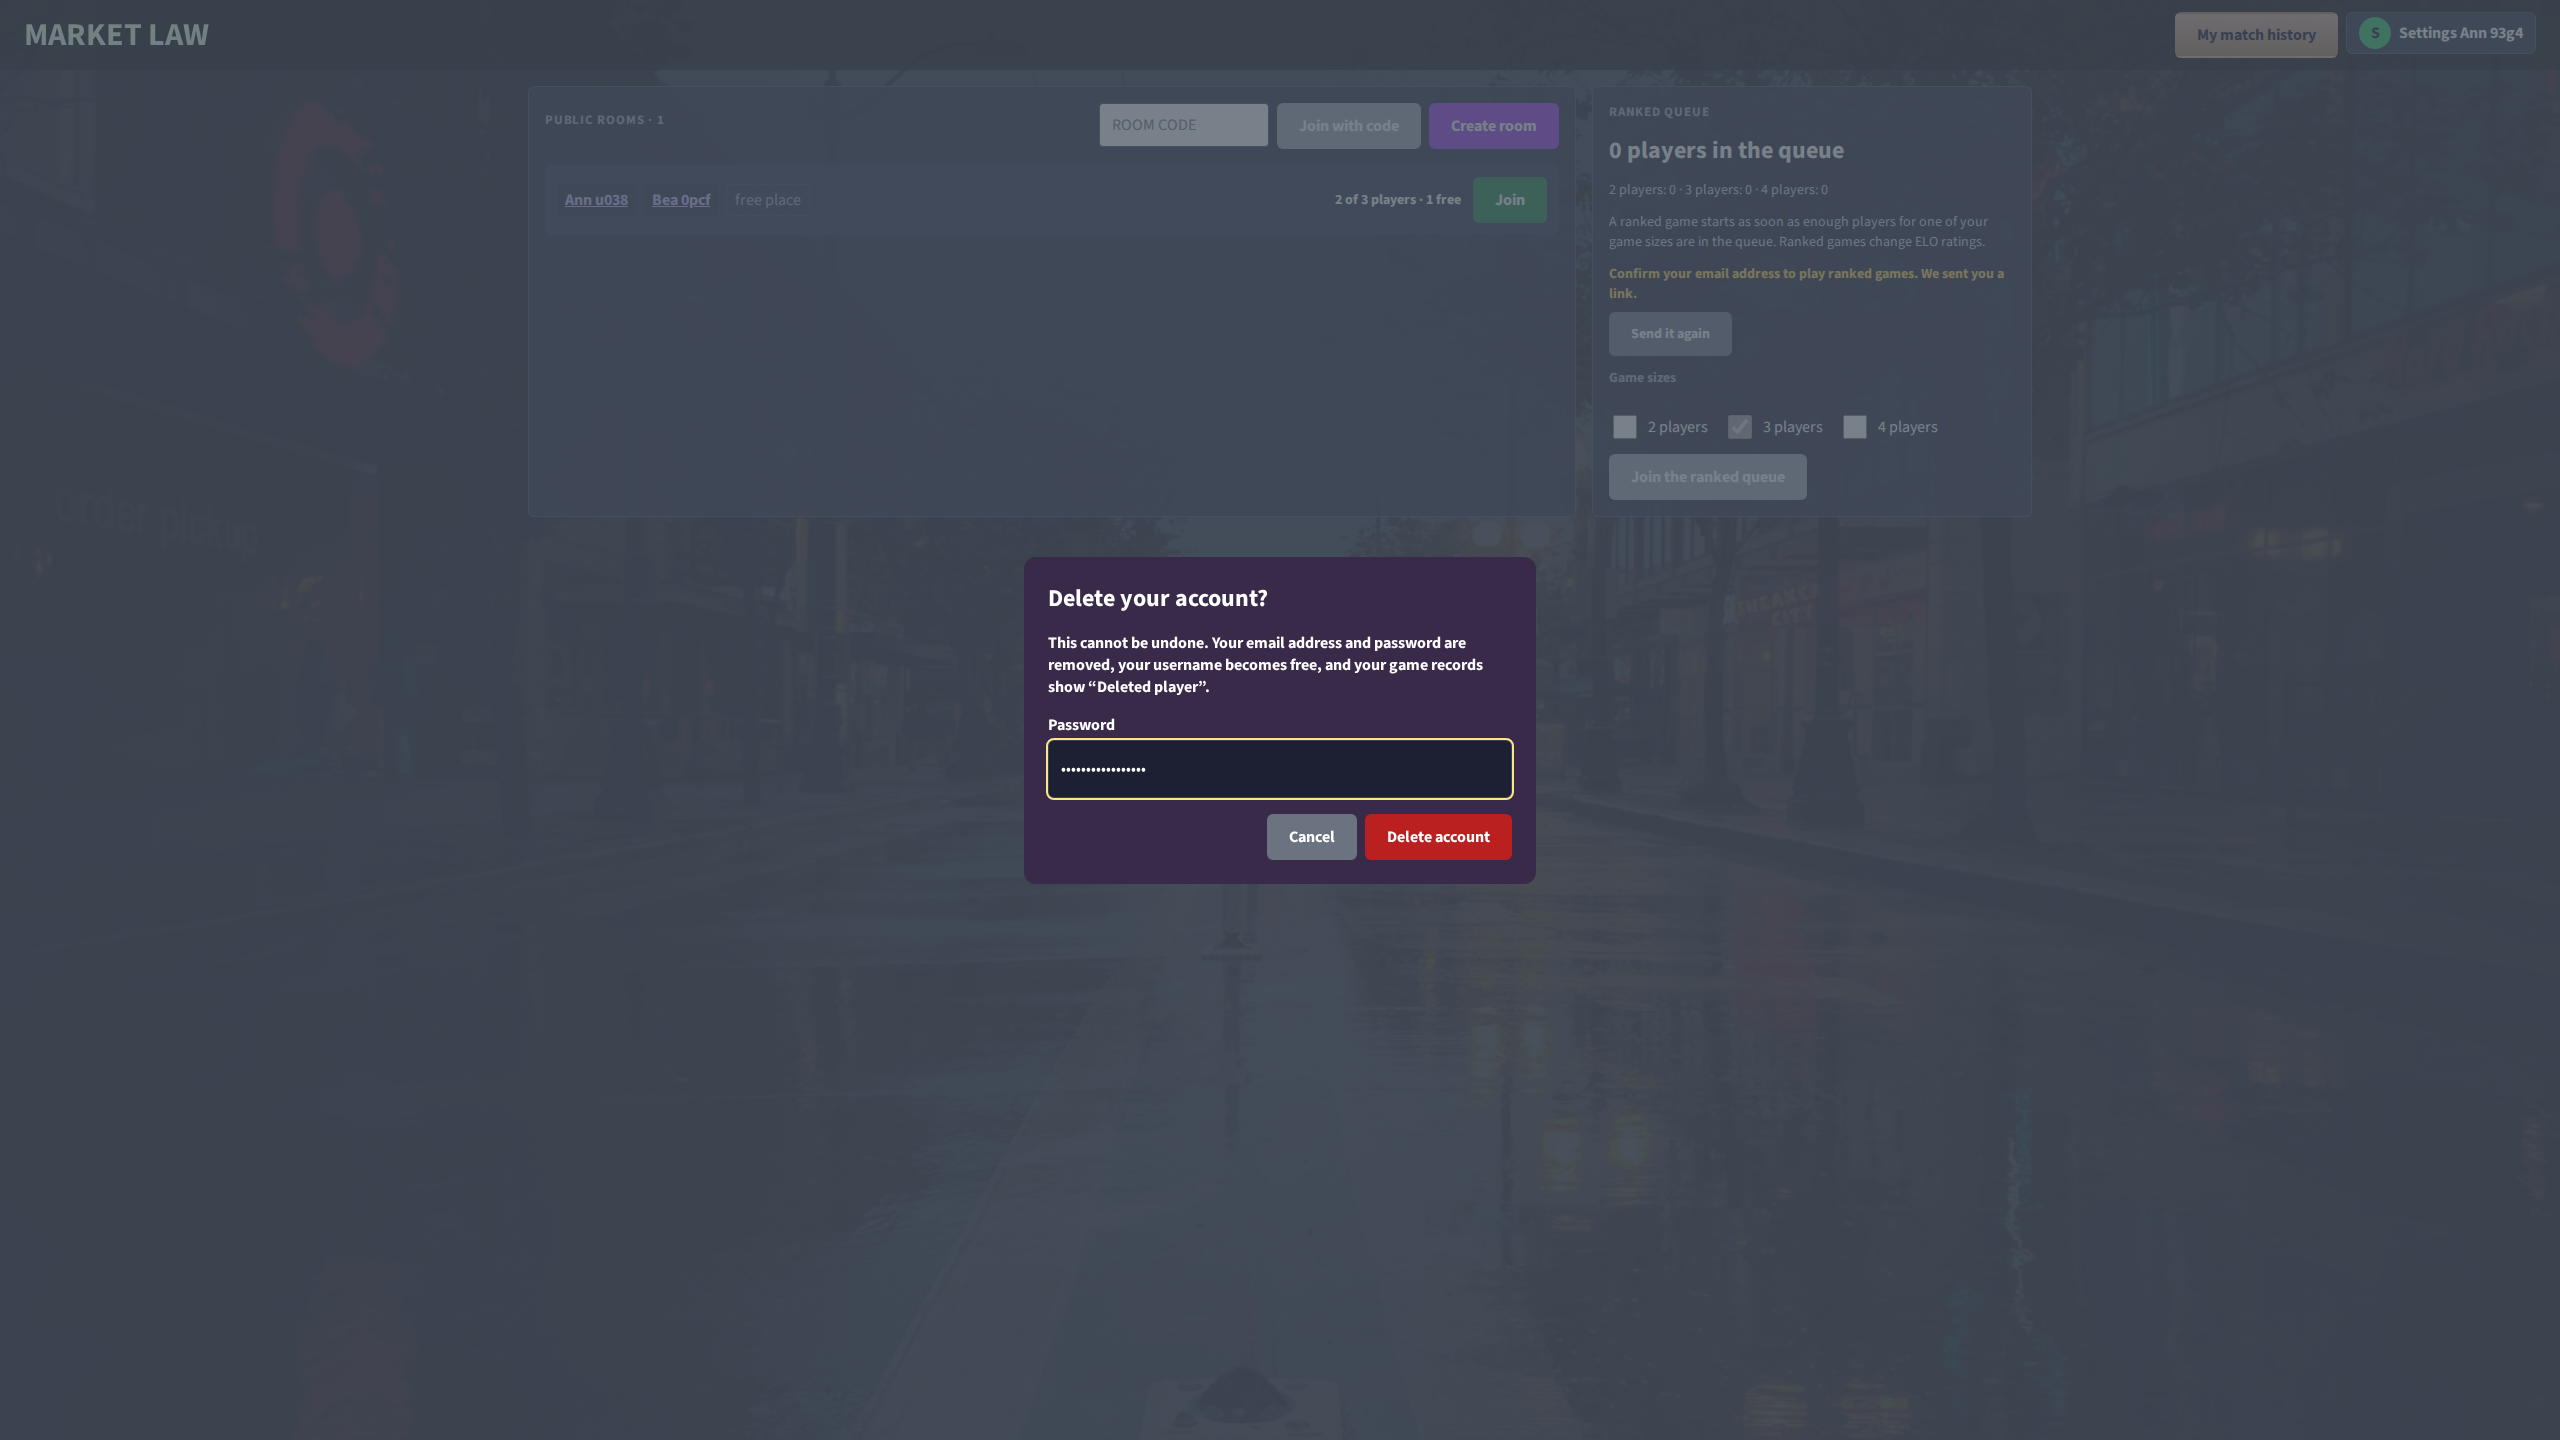 MARKET LAW
My match history
S
Settings Ann 93g4
PUBLIC ROOMS · 1
ROOM CODE
Join with code
Create room
Ann u038
Bea 0pcf
free place
2 of 3 players · 1 free
Join
RANKED QUEUE
0 players in the queue
2 players: 0 · 3 players: 0 · 4 players: 0
A ranked game starts as soon as enough players for one of your
game sizes are in the queue. Ranked games change ELO ratings.
Confirm your email address to play ranked games. We sent you a
link.
Send it again
Game sizes
2 players
3 players
4 players
Join the ranked queue
order pickup
SNEAKER
CITY
Delete your account?
This cannot be undone. Your email address and password are
removed, your username becomes free, and your game records
show “Deleted player”.
Password
•••••••••••••••••
Cancel
Delete account